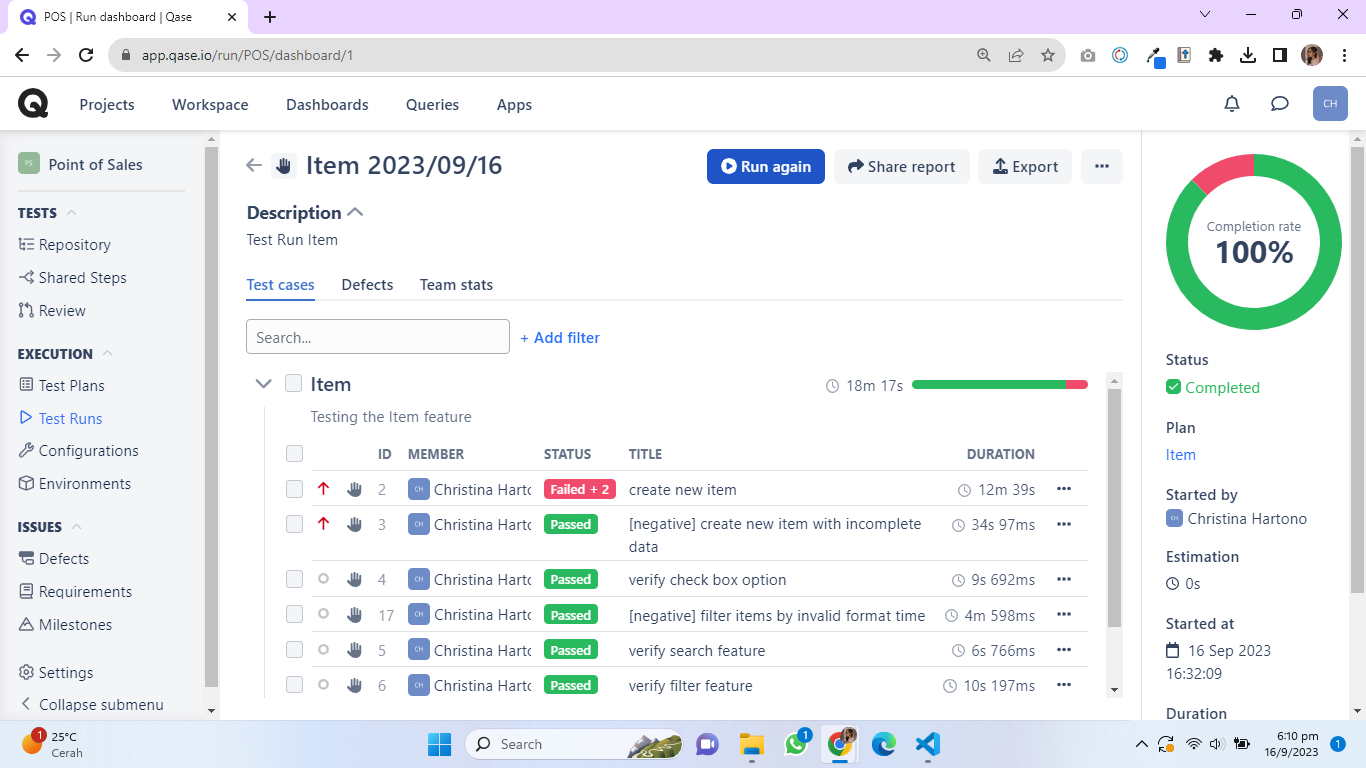 POS | Run dashboard | Qase
app.qase.io/run/POS/dashboard/1
Projects
Workspace
Dashboards
Queries
Apps
CH
PS
Point of Sales
TESTS
Repository
Shared Steps
Review
EXECUTION
Test Plans
Test Runs
Configurations
Environments
ISSUES
Defects
Requirements
Milestones
Settings
Collapse submenu
Item 2023/09/16
Run again
Share report
Export
Description
Test Run Item
Test cases
Defects
Team stats
Search...
+ Add filter
Item
18m 17s
Testing the Item feature
ID MEMBER STATUS TITLE DURATION
2 CH Christina Harto Failed + 2 create new item 12m 39s
3 CH Christina Harto Passed [negative] create new item with incomplete 34s 97ms
data
4 CH Christina Harto Passed verify check box option 9s 692ms
17 CH Christina Harto Passed [negative] filter items by invalid format time 4m 598ms
5 CH Christina Harto Passed verify search feature 6s 766ms
6 CH Christina Harto Passed verify filter feature 10s 197ms
Completion rate
100%
Status
Completed
Plan
Item
Started by
CH Christina Hartono
Estimation
0s
Started at
16 Sep 2023
16:32:09
Duration
1
25°C
Cerah
Search
1
6:10 pm
16/9/2023
1